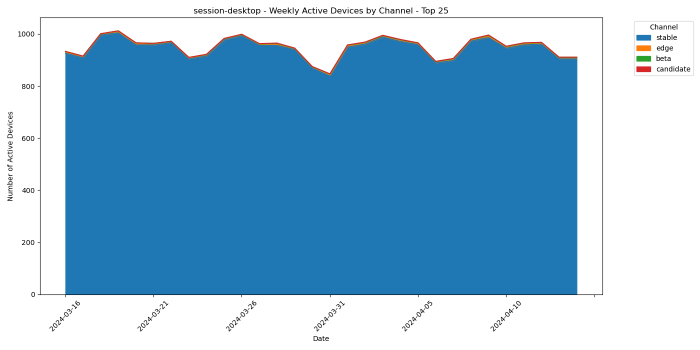 session-desktop - Weekly Active Devices by Channel - Top 25
Number of Active Devices
1000
800
600
400
200
0
2024-03-16
2024-03-21
2024-03-26
2024-03-31
2024-04-05
2024-04-10
Date
Channel
stable
edge
beta
candidate